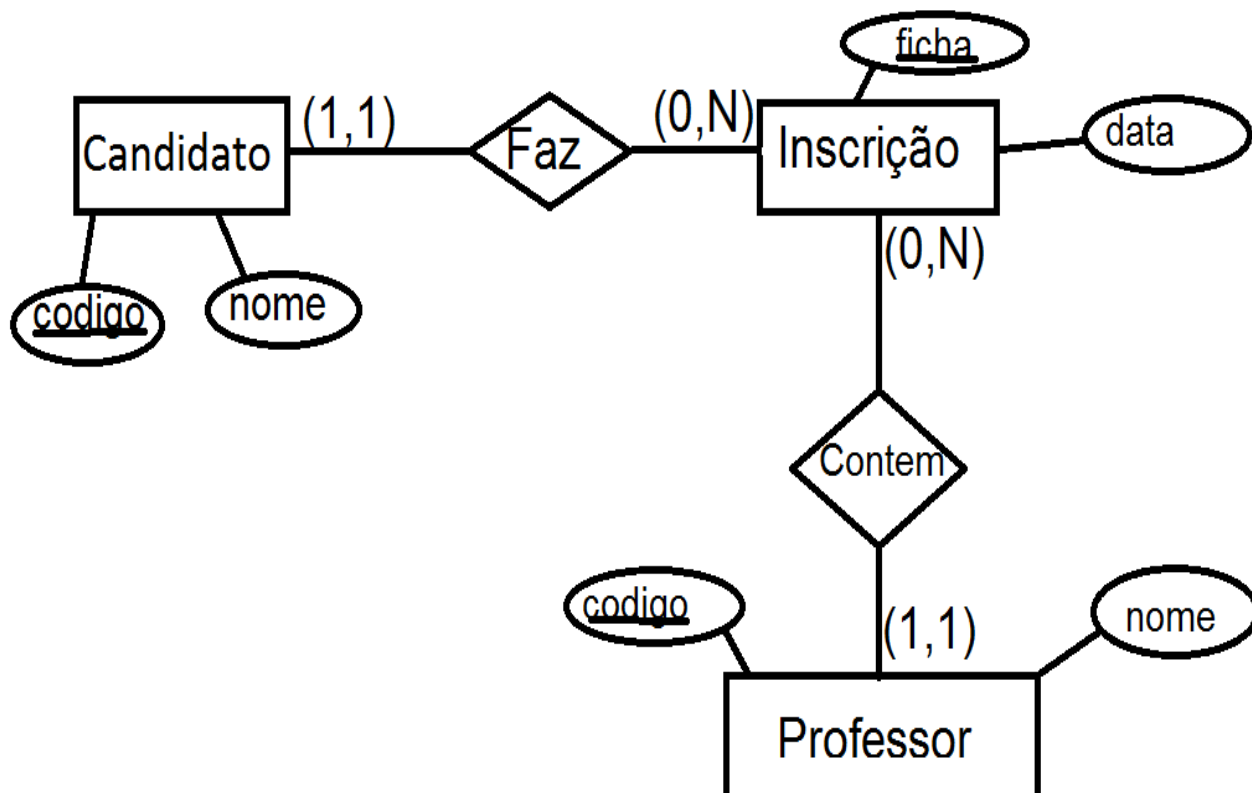 ficha
(1,1)
(0,N)
Candidato
Faz
Inscrição
data
(0,N)
codigo
nome
Contem
codigo
nome
(1,1)
Professor